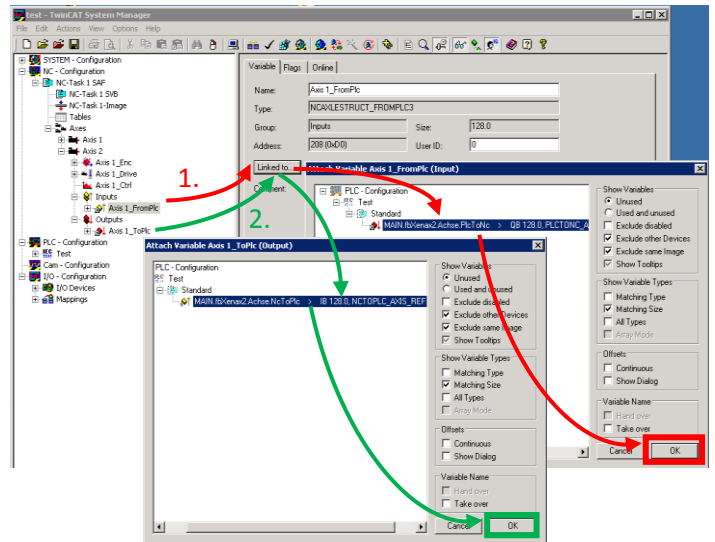 test - TwinCAT System Manager
File Edit Actions View Options Help
SYSTEM - Configuration
NC - Configuration
NC-Task 1 SAF
NC-Task 1 SVB
NC-Task 1-Image
Tables
Axes
Axis 1
Axis 2
Axis 1_Enc
Axis 1_Drive
Axis 1_Ctrl
Inputs
Axis 1_FromPlc
Outputs
Axis 1_ToPlc
PLC - Configuration
Test
Cam - Configuration
I/O - Configuration
I/O Devices
Mappings
1.
2.
Variable Flags Online
Name: Axis 1_FromPlc
Type: NCAXLESTRUCT_FROMPLC3
Group: Inputs Size: 128.0
Address: 208 (0xD0) User ID: 0
Linked to...
Attach Variable Axis 1_FromPlc (Input)
PLC - Configuration
Test
Standard
MAIN.fbXenax2.Achse.PlcToNc > QB 128.0, PLCTONC_A
Show Variables
Unused
Used and unused
Exclude disabled
Exclude other Devices
Exclude same Image
Show Tooltips
Show Variable Types
Matching Type
Matching Size
All Types
Array Mode
Offsets
Continuous
Show Dialog
Variable Name
Hand over
Take over
Cancel OK
Attach Variable Axis 1_ToPlc (Output)
PLC - Configuration
Test
Standard
MAIN.fbXenax2.Achse.NcToPlc > IB 128.0, NCTOPLC_AXIS_REF
Show Variables
Unused
Used and unused
Exclude disabled
Exclude other Devices
Exclude same Image
Show Tooltips
Show Variable Types
Matching Type
Matching Size
All Types
Array Mode
Offsets
Continuous
Show Dialog
Variable Name
Hand over
Take over
Cancel OK